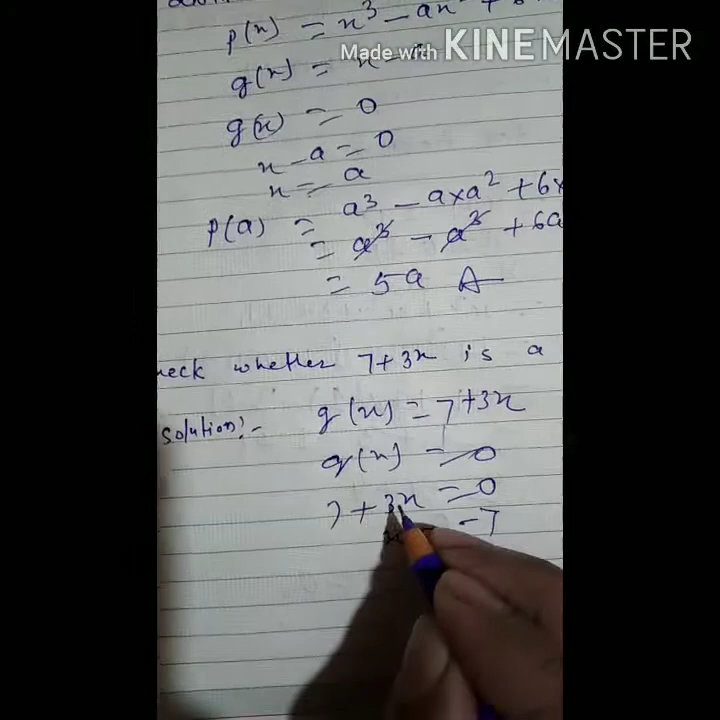 p(x) = x³ - ax
Made with KINEMASTER
g(x) = x -
g(x) = 0
x - a = 0
x = a
p(a) = a³ - a×a² + 6×
= a³ - a³ + 6a
= 5a A
heck whether 7+3x is a
Solution:- g(x) = 7+3x
g(x) = 0
7 + 3x = 0
-7